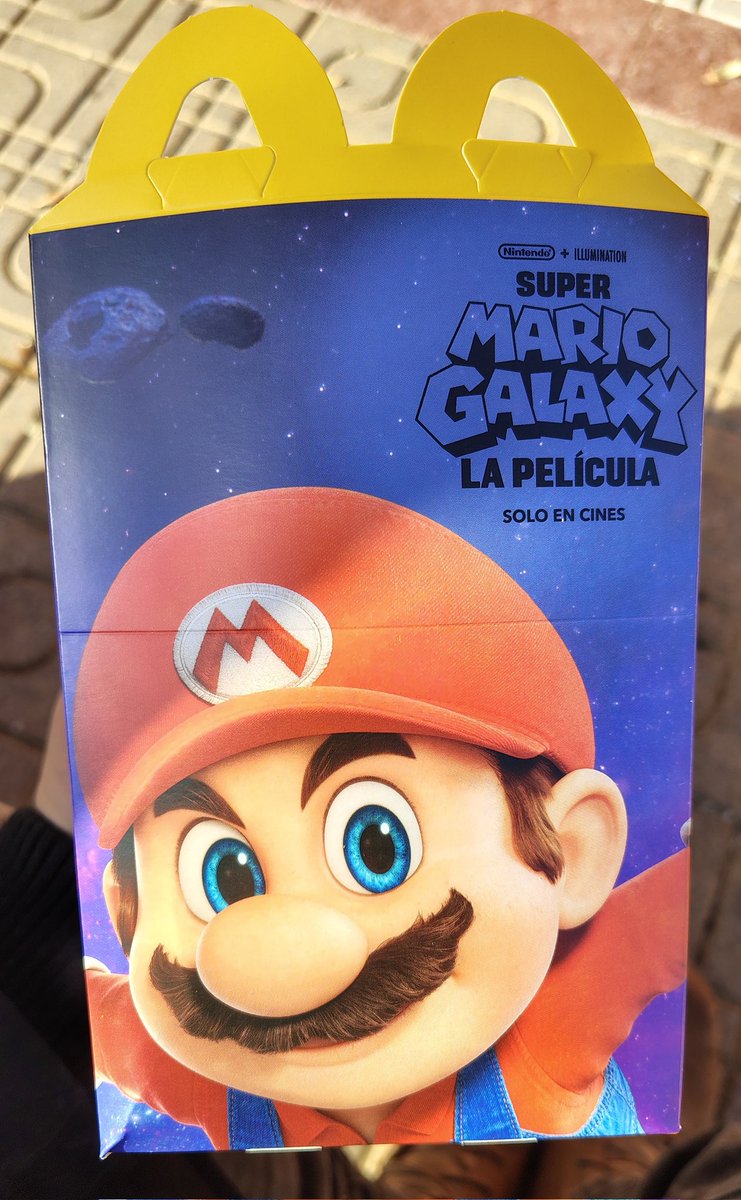 Nintendo + ILLUMINATION
SUPER
MARIO
GALAXY
LA PELÍCULA
SOLO EN CINES
M